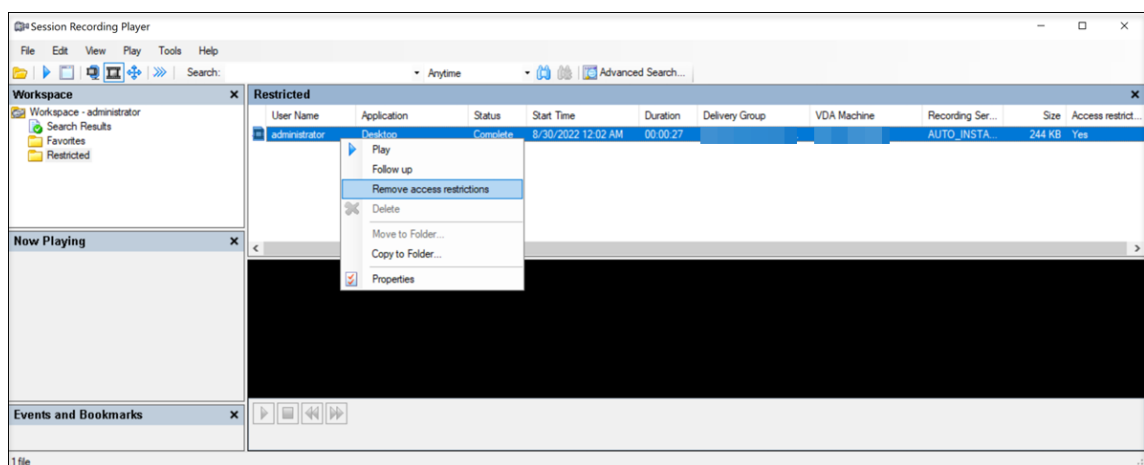 Session Recording Player
File Edit View Play Tools Help
Search: Anytime Advanced Search...
Workspace
Workspace - administrator
Search Results
Favorites
Restricted
Restricted
User Name Application Status Start Time Duration Delivery Group VDA Machine Recording Ser... Size Access restrict...
administrator Desktop Complete 8/30/2022 12:02 AM 00:00:27 AUTO_INSTA... 244 KB Yes
Play
Follow up
Remove access restrictions
Delete
Move to Folder...
Copy to Folder...
Properties
Now Playing
Events and Bookmarks
1 file